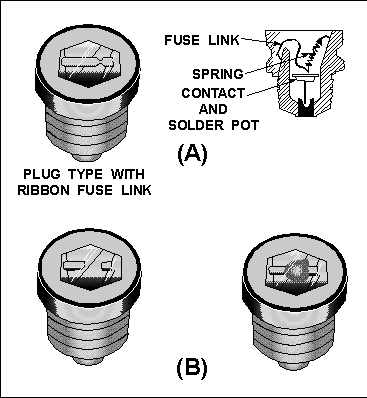 FUSE LINK
SPRING
CONTACT
AND
SOLDER POT
(A)
PLUG TYPE WITH
RIBBON FUSE LINK
(B)